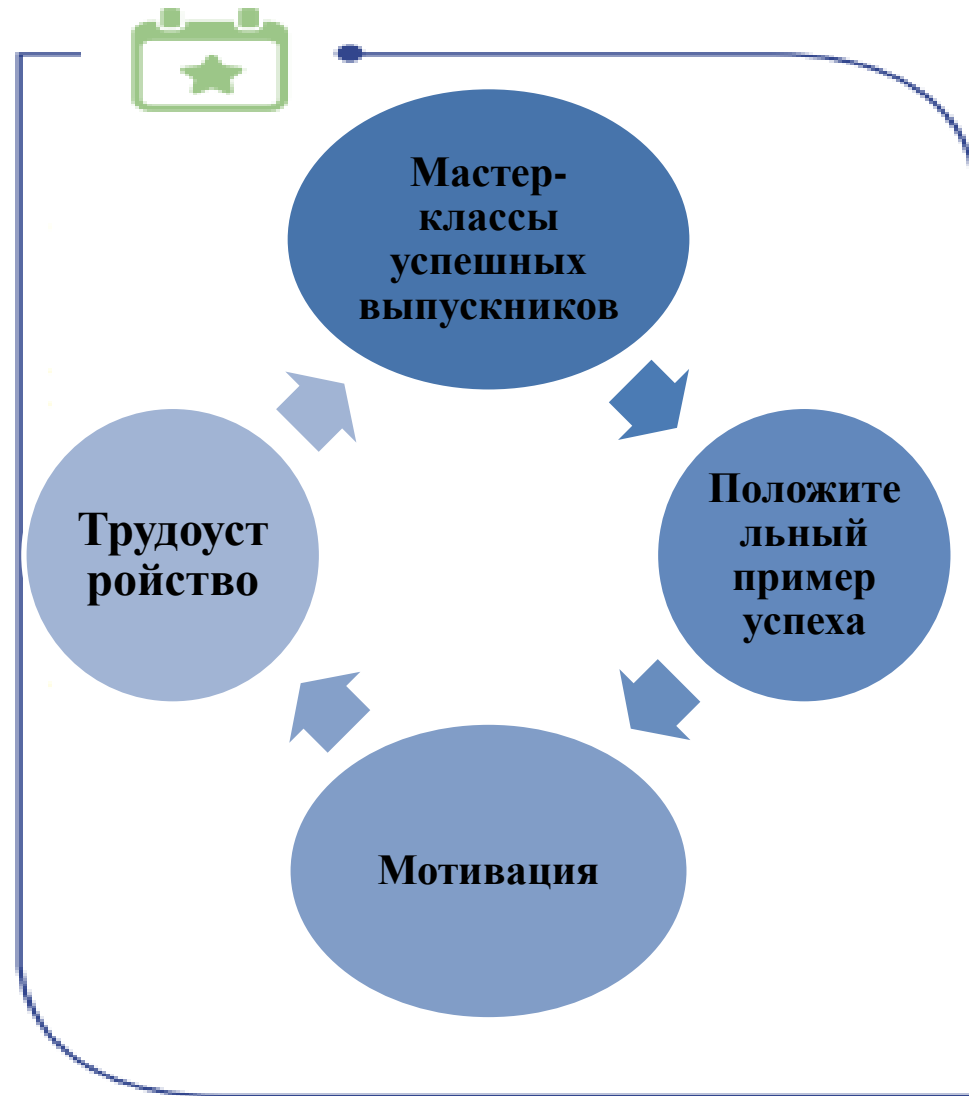 Мастер-
классы
успешных
выпускников
Положите
льный
пример
успеха
Мотивация
Трудоуст
ройство